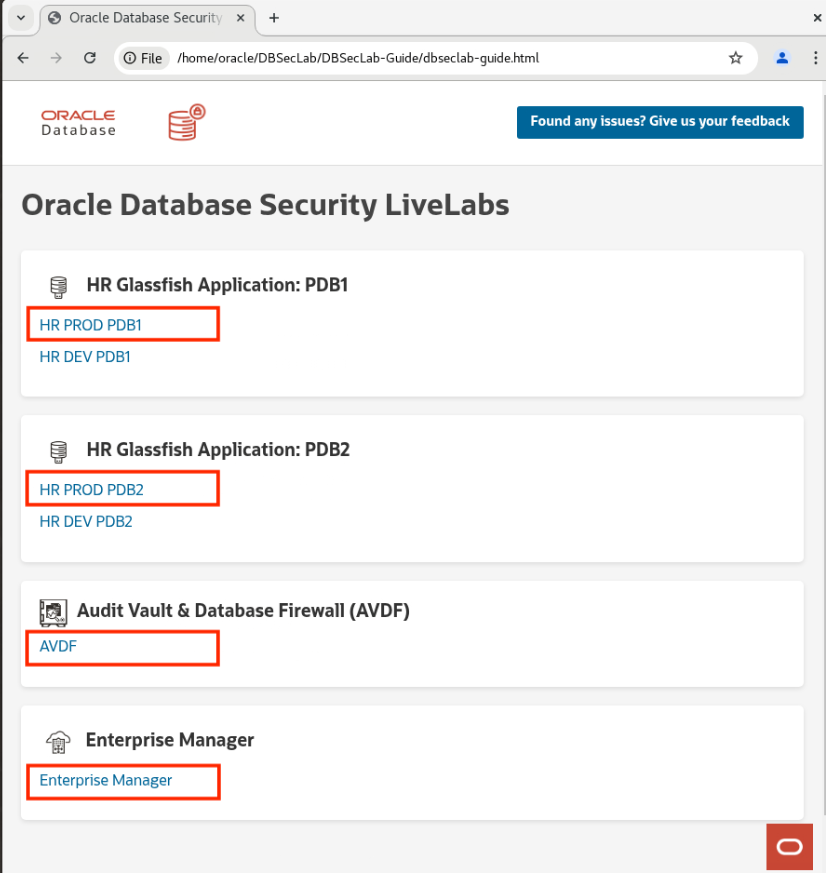 Oracle Database Security
File
/home/oracle/DBSecLab/DBSecLab-Guide/dbseclab-guide.html
ORACLE
Database
Found any issues? Give us your feedback
Oracle Database Security LiveLabs
HR Glassfish Application: PDB1
HR PROD PDB1
HR DEV PDB1
HR Glassfish Application: PDB2
HR PROD PDB2
HR DEV PDB2
Audit Vault & Database Firewall (AVDF)
AVDF
Enterprise Manager
Enterprise Manager